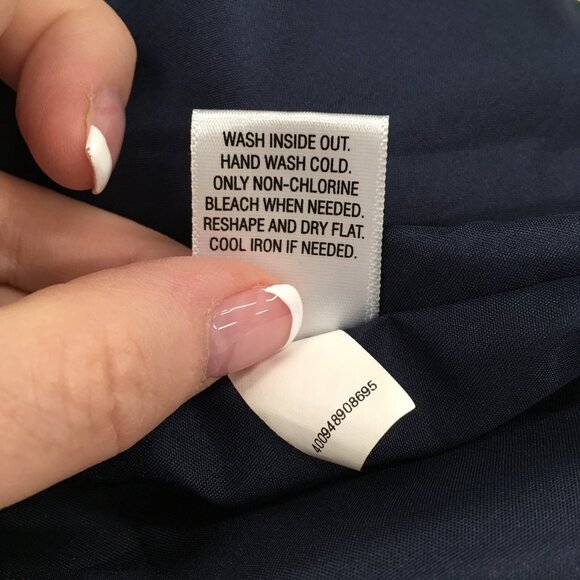 WASH INSIDE OUT.
HAND WASH COLD.
ONLY NON-CHLORINE
BLEACH WHEN NEEDED.
RESHAPE AND DRY FLAT.
COOL IRON IF NEEDED.
400948908695